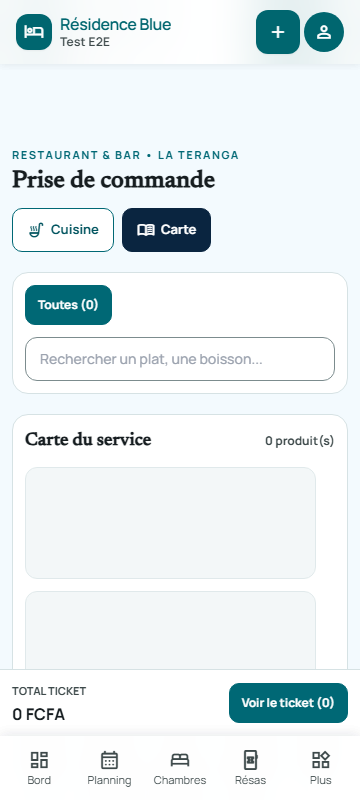 Résidence Blue
Test E2E
RESTAURANT & BAR • LA TERANGA
Prise de commande
Cuisine
Carte
Toutes (0)
Rechercher un plat, une boisson...
Carte du service
0 produit(s)
TOTAL TICKET
0 FCFA
Voir le ticket (0)
Bord
Planning
Chambres
Résas
Plus